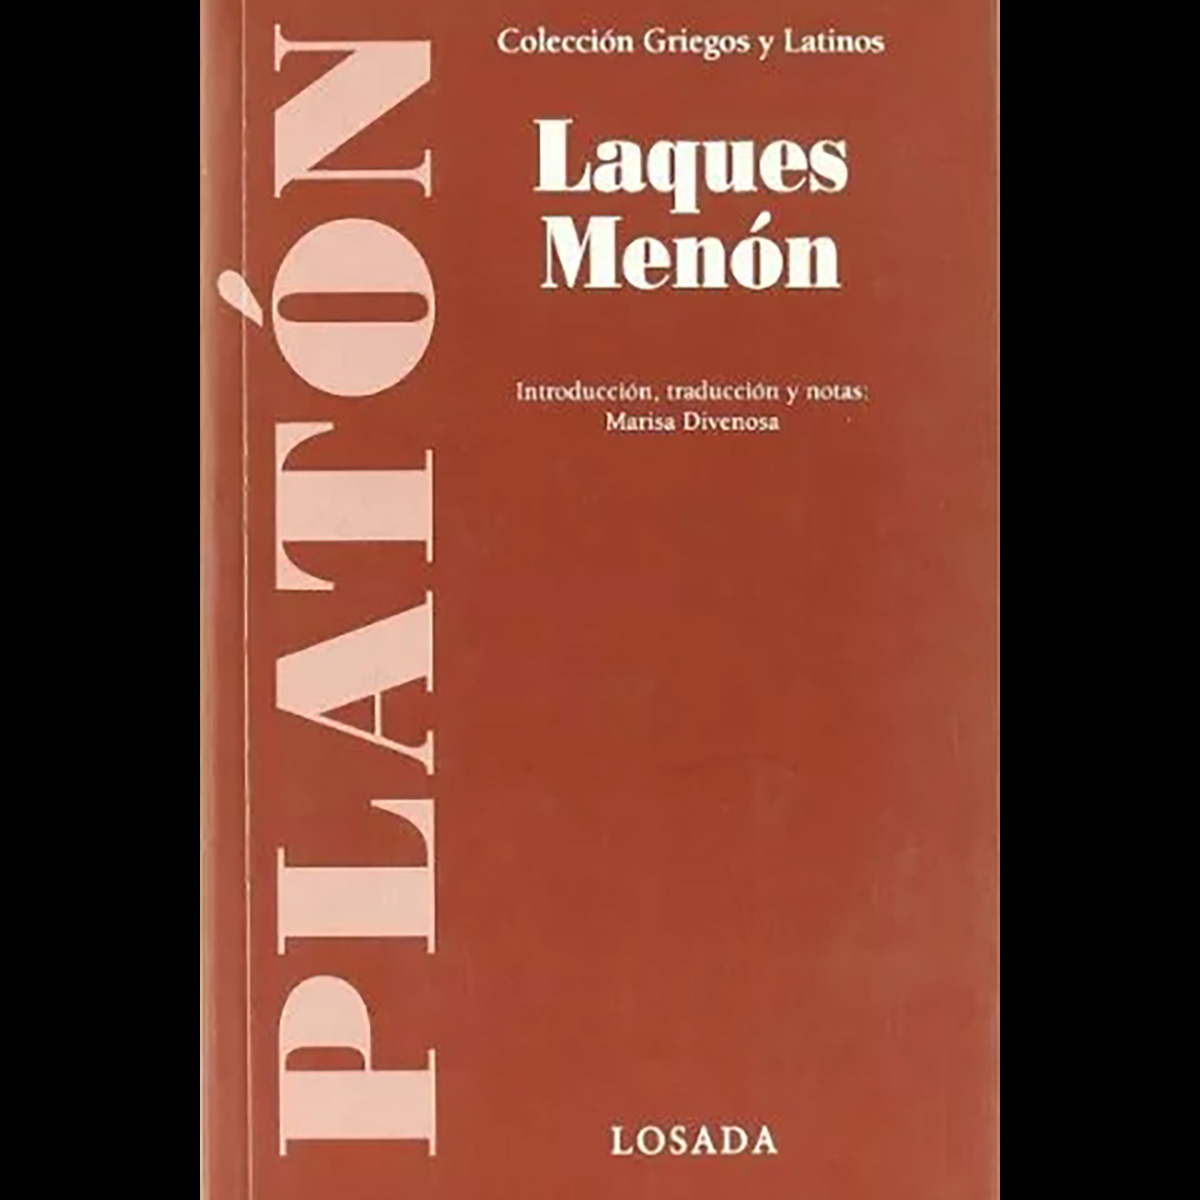 PLATÓN
Colección Griegos y Latinos
Laques
Menón
Introducción, traducción y notas:
Marisa Divenosa
LOSADA